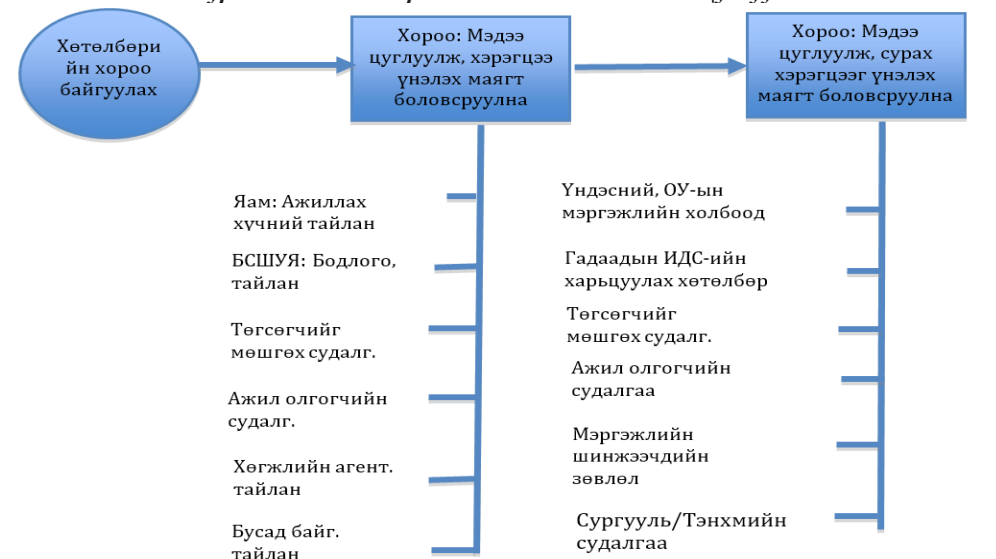 Хөтөлбөри
йн хороо
байгуулах
Хороо: Мэдээ
цуглуулж, хэрэгцээ
үнэлэх маягт
боловсруулна
Хороо: Мэдээ
цуглуулж, сурах
хэрэгцээг үнэлэх
маягт боловсруулна
Яам: Ажиллах
хүчний тайлан
БСШУЯ: Бодлого,
тайлан
Төгсөгчийг
мөшгөх судалг.
Ажил олгогчийн
судалг.
Хөгжлийн агент.
тайлан
Бусад байг.
тайлан
Үндэсний, ОУ-ын
мэргэжлийн холбоод
Гадаадын ИДС-ийн
харьцуулах хөтөлбөр
Төгсөгчийг
мөшгөх судалг.
Ажил олгогчийн
судалгаа
Мэргэжлийн
шинжээчдийн
зөвлөл
Сургууль/Тэнхмийн
судалгаа